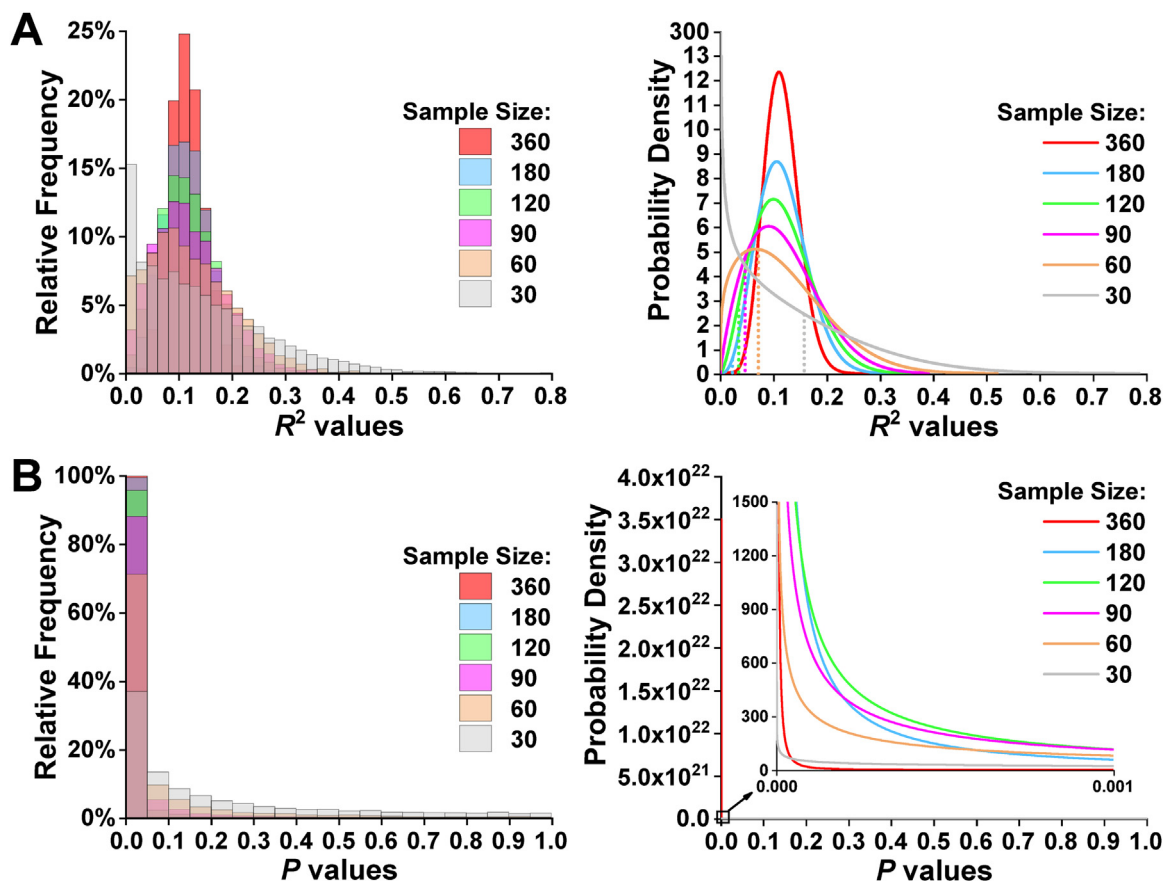 A
25%
20%
15%
10%
5%
0%
Relative Frequency
Sample Size:
360
180
120
90
60
30
0.0 0.1 0.2 0.3 0.4 0.5 0.6 0.7 0.8
R² values
300
13
12
11
10
9
8
7
6
5
4
3
2
1
0
Probability Density
Sample Size:
360
180
120
90
60
30
0.0 0.1 0.2 0.3 0.4 0.5 0.6 0.7 0.8
R² values
B
100%
80%
60%
40%
20%
0%
Relative Frequency
Sample Size:
360
180
120
90
60
30
0.0 0.1 0.2 0.3 0.4 0.5 0.6 0.7 0.8 0.9 1.0
P values
4.0x10²²
3.5x10²²
3.0x10²²
2.5x10²²
2.0x10²²
1.5x10²²
1.0x10²²
5.0x10²¹
0.0
Probability Density
1500
1200
900
600
300
0
0.000 0.001
Sample Size:
360
180
120
90
60
30
0.0 0.1 0.2 0.3 0.4 0.5 0.6 0.7 0.8 0.9 1.0
P values